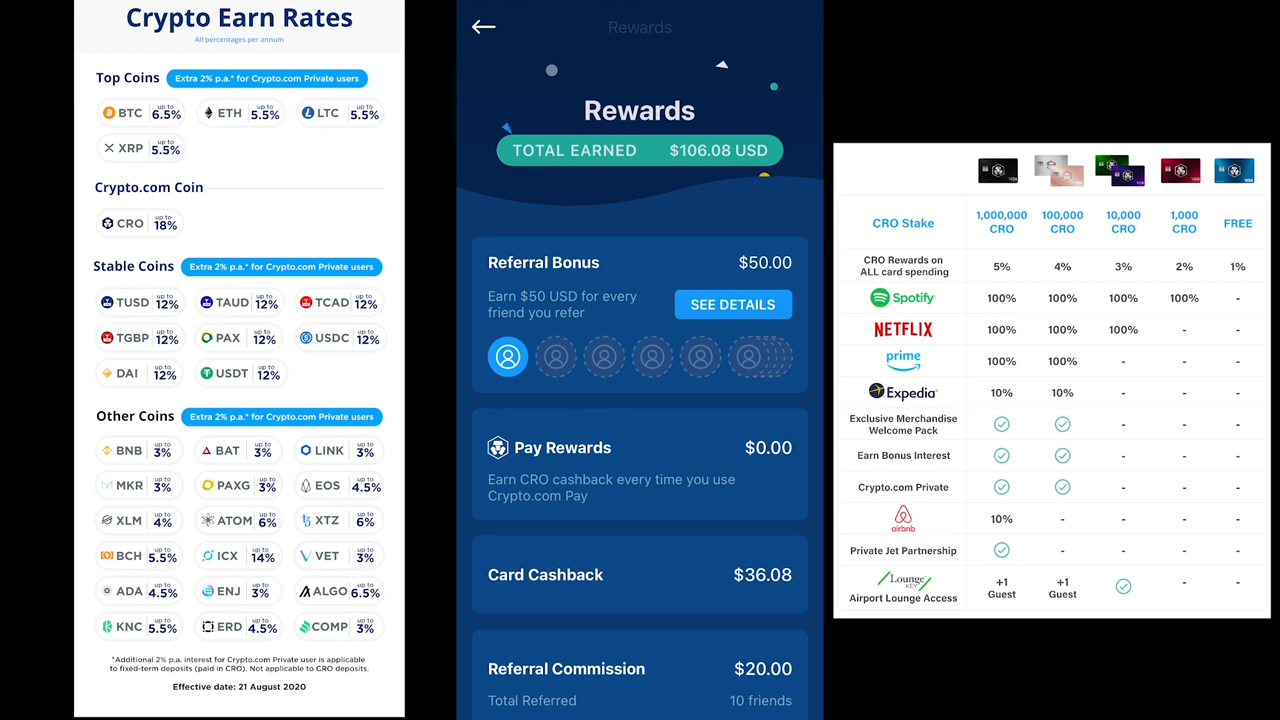 Crypto Earn Rates
All percentages per annum
Top Coins Extra 2% p.a.* for Crypto.com Private users
BTC up to 6.5% ETH up to 5.5% LTC up to 5.5%
XRP up to 5.5%
Crypto.com Coin
CRO up to 18%
Stable Coins Extra 2% p.a.* for Crypto.com Private users
TUSD up to 12% TAUD up to 12% TCAD up to 12%
TGBP up to 12% PAX up to 12% USDC up to 12%
DAI up to 12% USDT up to 12%
Other Coins Extra 2% p.a.* for Crypto.com Private users
BNB up to 3% BAT up to 3% LINK up to 3%
MKR up to 3% PAXG up to 3% EOS up to 4.5%
XLM up to 4% ATOM up to 6% XTZ up to 6%
BCH up to 5.5% ICX up to 14% VET up to 3%
ADA up to 4.5% ENJ up to 3% ALGO up to 6.5%
KNC up to 5.5% ERD up to 4.5% COMP up to 3%
*Additional 2% p.a. interest for Crypto.com Private user is applicable
to fixed-term deposits (paid in CRO). Not applicable to CRO deposits.
Effective date: 21 August 2020
Rewards
Rewards
TOTAL EARNED $106.08 USD
Referral Bonus $50.00
Earn $50 USD for every
friend you refer
SEE DETAILS
Pay Rewards $0.00
Earn CRO cashback every time you use
Crypto.com Pay
Card Cashback $36.08
Referral Commission $20.00
Total Referred 10 friends
VISA VISA VISA VISA
CRO Stake 1,000,000 CRO 100,000 CRO 10,000 CRO 1,000 CRO FREE
CRO Rewards on
ALL card spending 5% 4% 3% 2% 1%
Spotify 100% 100% 100% 100% -
NETFLIX 100% 100% 100% - -
prime 100% 100% - - -
Expedia 10% 10% - - -
Exclusive Merchandise
Welcome Pack - - -
Earn Bonus Interest - - -
Crypto.com Private - - -
airbnb 10% - - - -
Private Jet Partnership - - - -
Lounge KEY
Airport Lounge Access +1 Guest +1 Guest - -